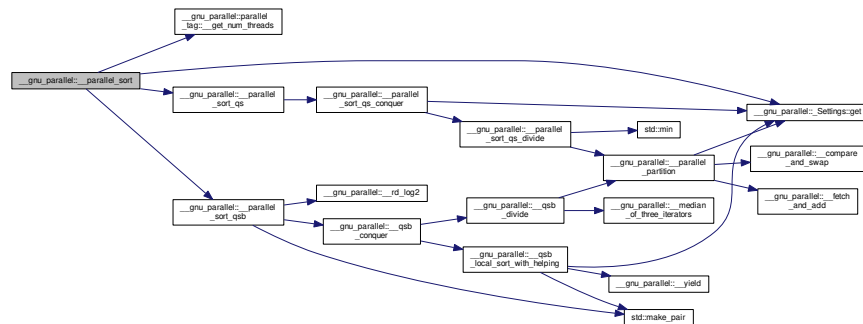 __gnu_parallel::parallel
_tag::__get_num_threads
__gnu_parallel::__parallel_sort
__gnu_parallel::__parallel
_sort_qs
__gnu_parallel::__parallel
_sort_qs_conquer
__gnu_parallel::_Settings::get
__gnu_parallel::__parallel
_sort_qs_divide
std::min
__gnu_parallel::__parallel
_partition
__gnu_parallel::__compare
_and_swap
__gnu_parallel::__fetch
_and_add
__gnu_parallel::__rd_log2
__gnu_parallel::__parallel
_sort_qsb
__gnu_parallel::__qsb
_conquer
__gnu_parallel::__qsb
_divide
__gnu_parallel::__median
_of_three_iterators
__gnu_parallel::__qsb
_local_sort_with_helping
__gnu_parallel::__yield
std::make_pair